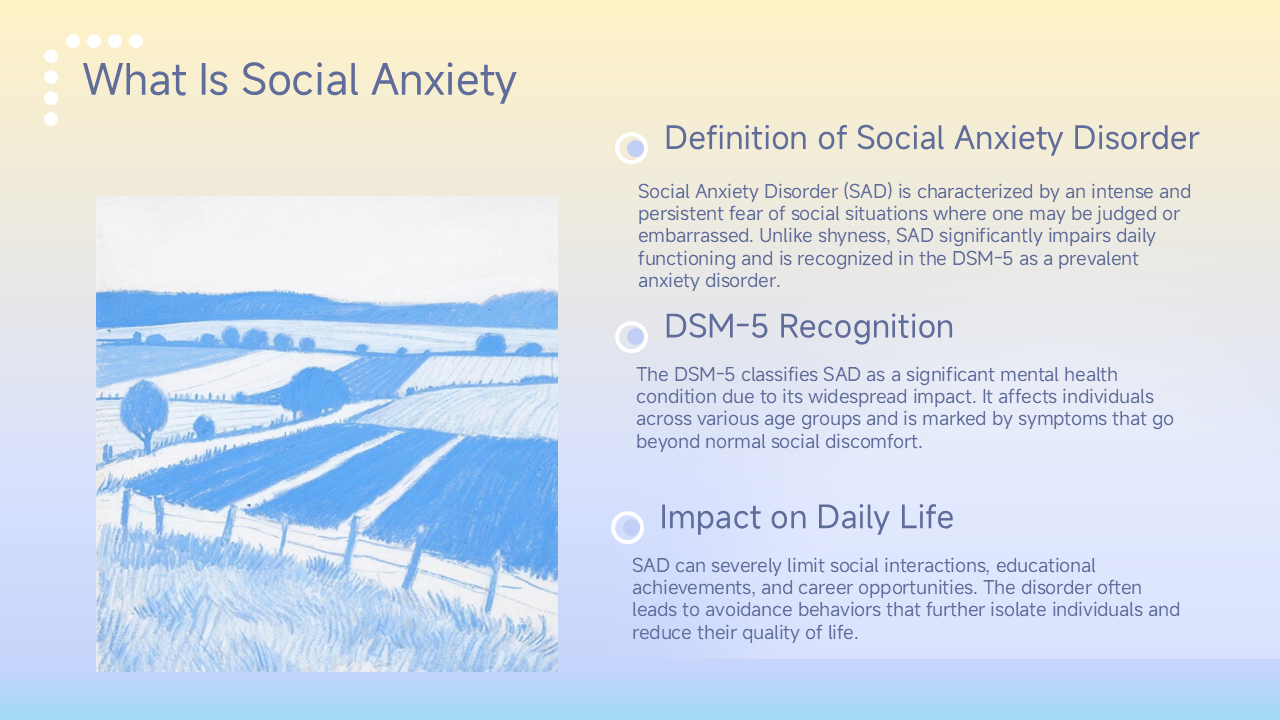 What Is Social Anxiety
Definition of Social Anxiety Disorder
Social Anxiety Disorder (SAD) is characterized by an intense and
persistent fear of social situations where one may be judged or
embarrassed. Unlike shyness, SAD significantly impairs daily
functioning and is recognized in the DSM-5 as a prevalent
anxiety disorder.
DSM-5 Recognition
The DSM-5 classifies SAD as a significant mental health
condition due to its widespread impact. It affects individuals
across various age groups and is marked by symptoms that go
beyond normal social discomfort.
Impact on Daily Life
SAD can severely limit social interactions, educational
achievements, and career opportunities. The disorder often
leads to avoidance behaviors that further isolate individuals and
reduce their quality of life.